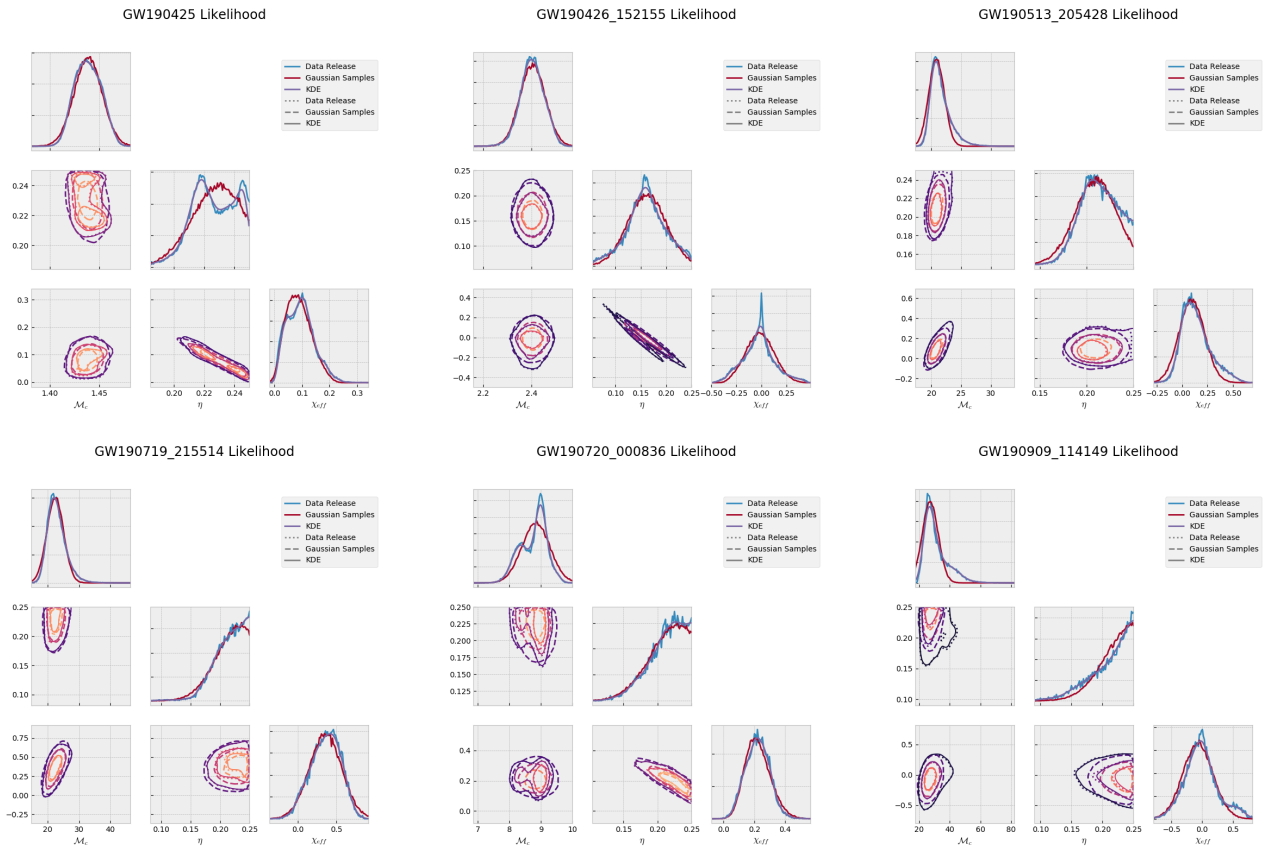 GW190425 Likelihood
Data Release
Gaussian Samples
KDE
Data Release
Gaussian Samples
KDE
0.24
0.22
0.20
0.3
0.2
0.1
0.0
1.40 1.45
ℳc
0.20 0.22 0.24
η
0.0 0.1 0.2 0.3
χeff
GW190426_152155 Likelihood
Data Release
Gaussian Samples
KDE
Data Release
Gaussian Samples
KDE
0.25
0.20
0.15
0.10
0.4
0.2
0.0
−0.2
−0.4
2.2 2.4
ℳc
0.10 0.15 0.20 0.25
η
−0.50 −0.25 0.00 0.25
χeff
GW190513_205428 Likelihood
Data Release
Gaussian Samples
KDE
Data Release
Gaussian Samples
KDE
0.24
0.22
0.20
0.18
0.16
0.6
0.4
0.2
0.0
−0.2
20 25 30
ℳc
0.15 0.20 0.25
η
−0.25 0.00 0.25 0.50
χeff
GW190719_215514 Likelihood
Data Release
Gaussian Samples
KDE
Data Release
Gaussian Samples
KDE
0.25
0.20
0.15
0.10
0.75
0.50
0.25
0.00
−0.25
20 40
ℳc
0.10 0.15 0.20 0.25
η
0.0 0.5
χeff
GW190720_000836 Likelihood
Data Release
Gaussian Samples
KDE
Data Release
Gaussian Samples
KDE
0.250
0.225
0.200
0.175
0.150
0.125
0.4
0.2
0.0
7 8 9 10
ℳc
0.15 0.20 0.25
η
0.0 0.2 0.4
χeff
GW190909_114149 Likelihood
Data Release
Gaussian Samples
KDE
Data Release
Gaussian Samples
KDE
0.25
0.20
0.15
0.10
0.5
0.0
−0.5
20 40 60 80
ℳc
0.10 0.15 0.20 0.25
η
−0.5 0.0 0.5
χeff